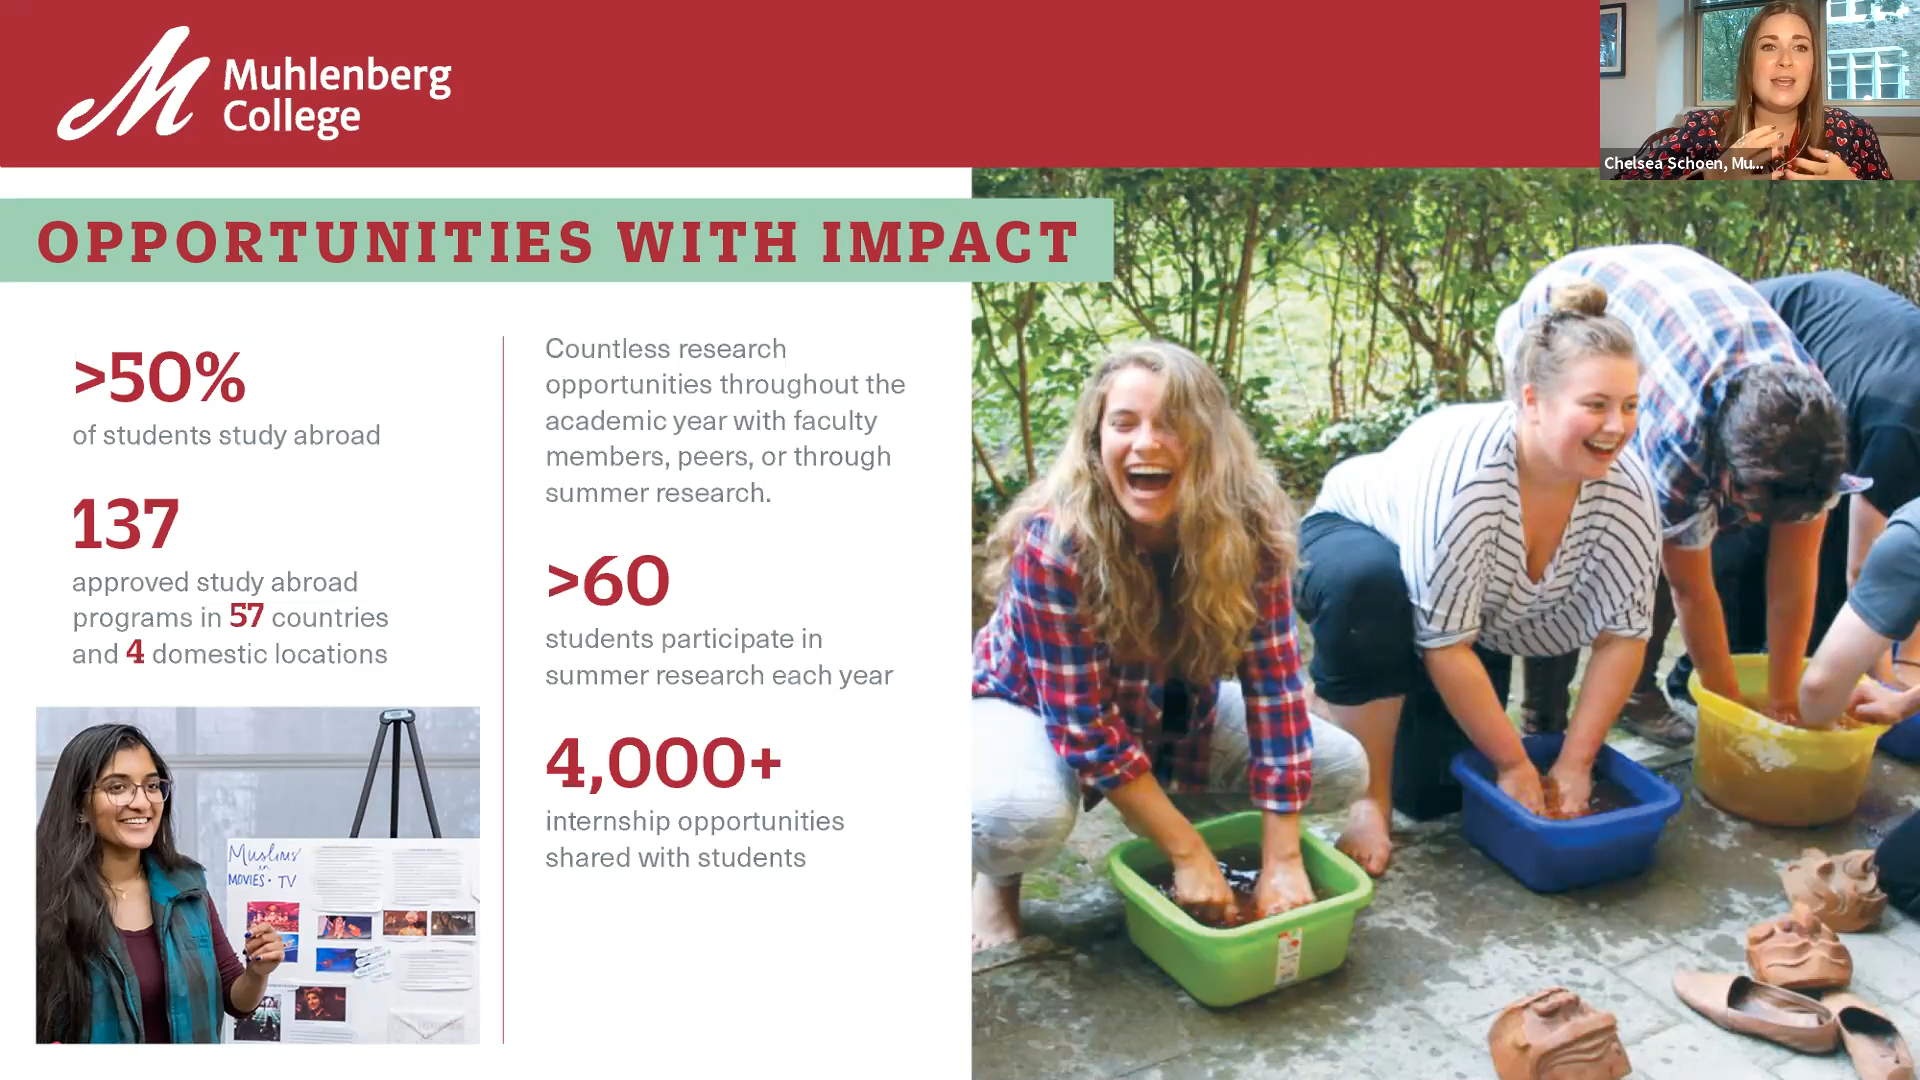 Muhlenberg
College
Chelsea Schoen, Mu...
OPPORTUNITIES WITH IMPACT
>50%
of students study abroad
137
approved study abroad
programs in 57 countries
and 4 domestic locations
Muslims
in
MOVIES • TV
Countless research
opportunities throughout the
academic year with faculty
members, peers, or through
summer research.
>60
students participate in
summer research each year
4,000+
internship opportunities
shared with students